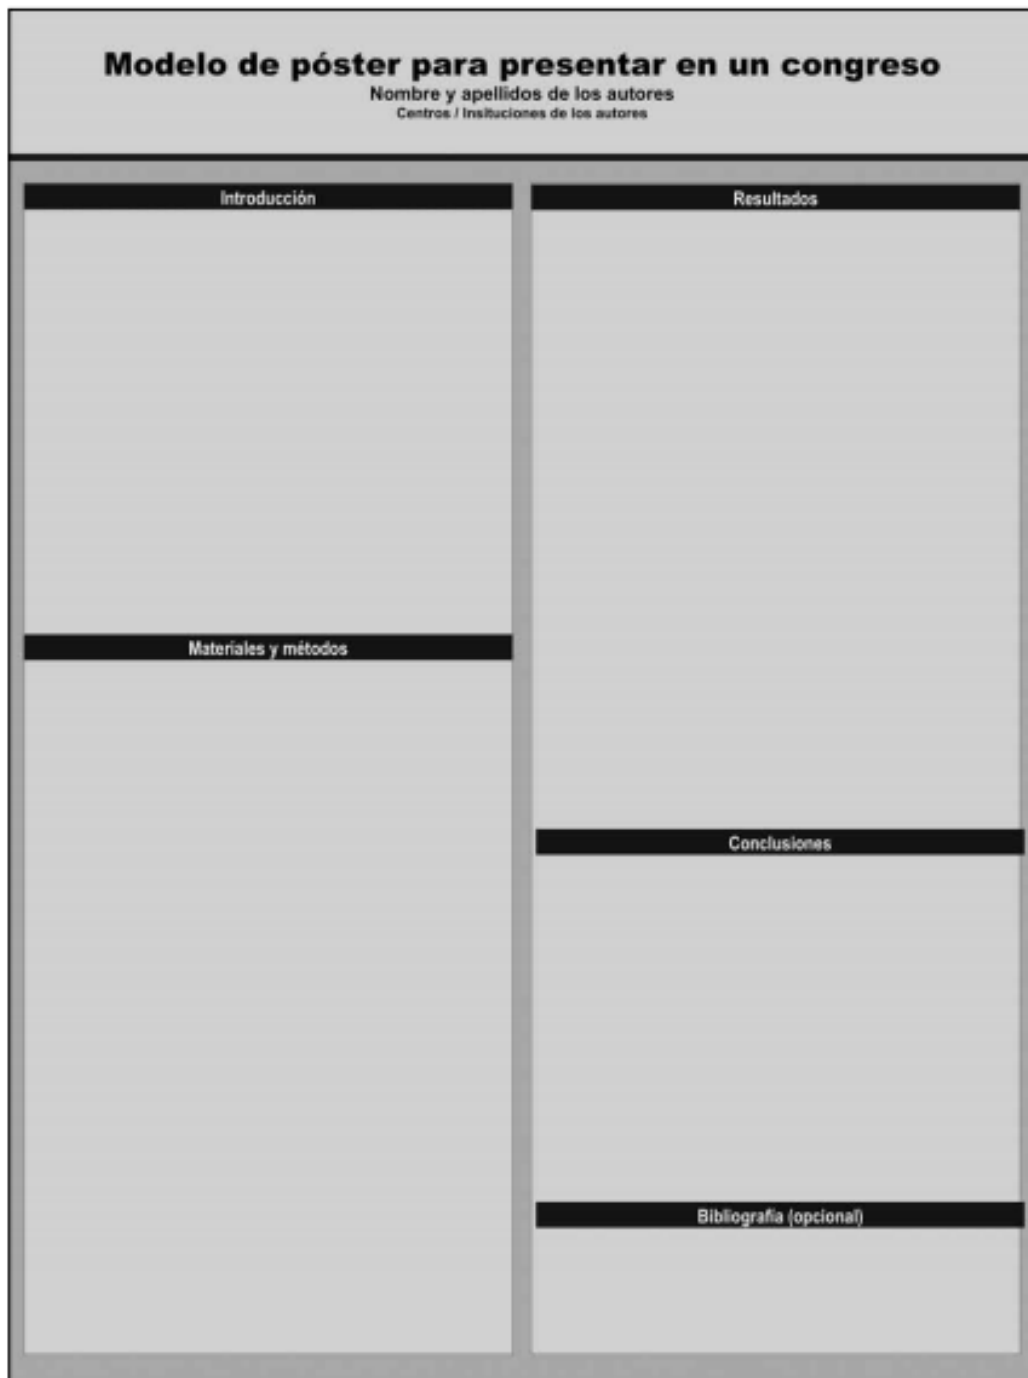 Modelo de póster para presentar en un congreso
Nombre y apellidos de los autores
Centros / Insituciones de los autores
Introducción
Materiales y métodos
Resultados
Conclusiones
Bibliografía (opcional)